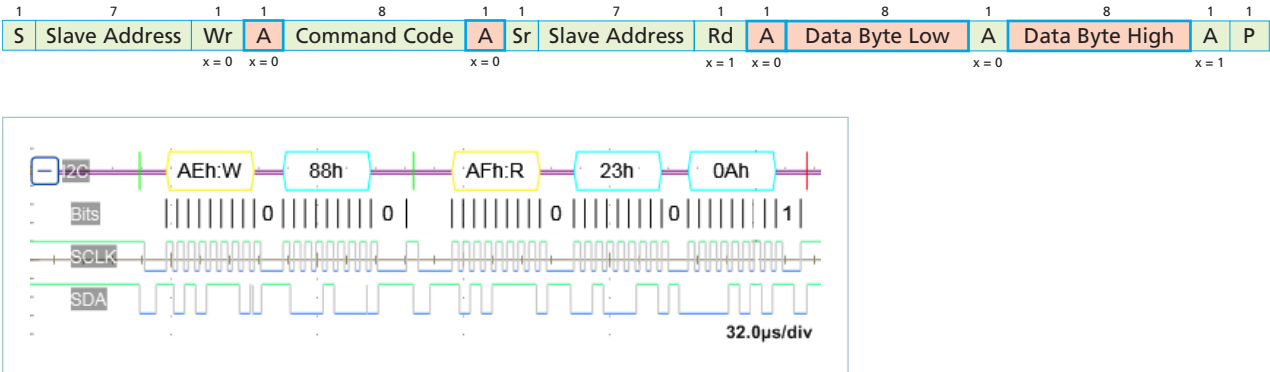 1 7 1 1 8 1 1 7 1 1 8 1 8 1 1
S Slave Address Wr A Command Code A Sr Slave Address Rd A Data Byte Low A Data Byte High A P
x = 0 x = 0 x = 0 x = 1 x = 0 x = 0 x = 1
I2C AEh:W 88h AFh:R 23h 0Ah
Bits 0 0 0 0 1
SCLK
SDA
32.0µs/div